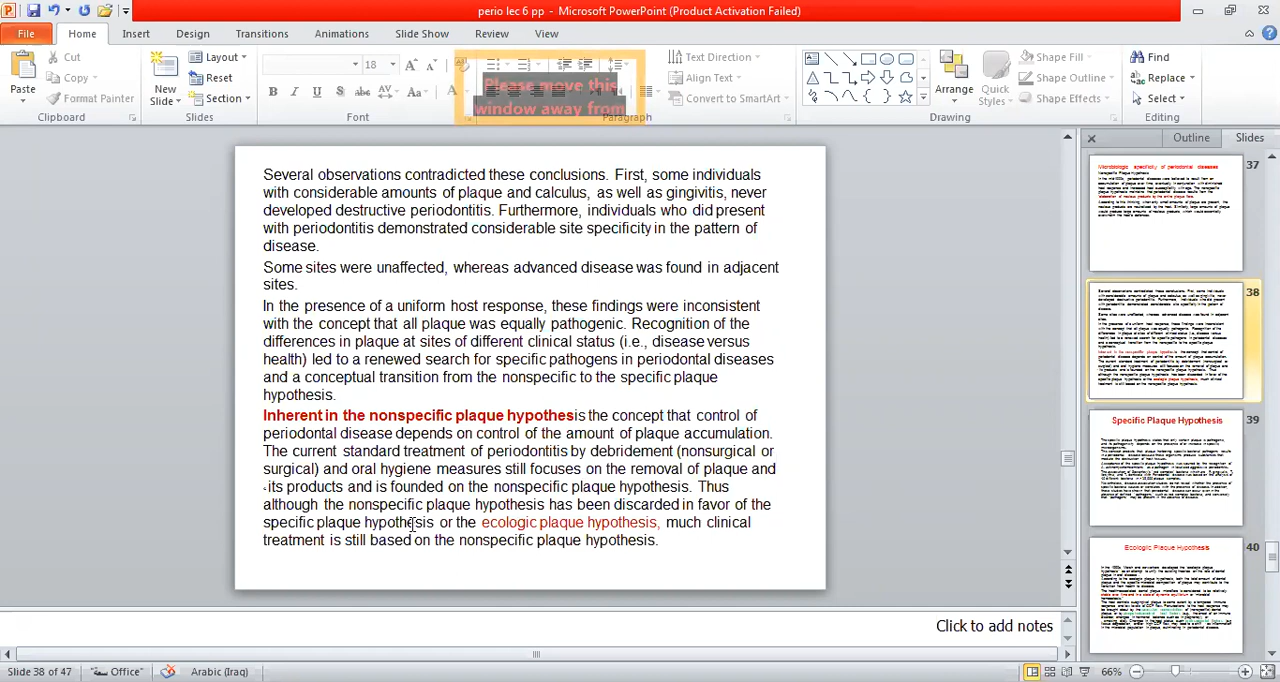 perio lec 6 pp - Microsoft PowerPoint (Product Activation Failed)
File Home Insert Design Transitions Animations Slide Show Review View
Paste
Cut
Copy
Format Painter
Clipboard
New
Slide
Layout
Reset
Section
Slides
18
Font
Please move this
window away from
Paragraph
Text Direction
Align Text
Convert to SmartArt
Arrange
Quick
Styles
Shape Fill
Shape Outline
Shape Effects
Drawing
Find
Replace
Select
Editing
Several observations contradicted these conclusions. First, some individuals
with considerable amounts of plaque and calculus, as well as gingivitis, never
developed destructive periodontitis. Furthermore, individuals who did present
with periodontitis demonstrated considerable site specificity in the pattern of
disease.
Some sites were unaffected, whereas advanced disease was found in adjacent
sites.
In the presence of a uniform host response, these findings were inconsistent
with the concept that all plaque was equally pathogenic. Recognition of the
differences in plaque at sites of different clinical status (i.e., disease versus
health) led to a renewed search for specific pathogens in periodontal diseases
and a conceptual transition from the nonspecific to the specific plaque
hypothesis.
Inherent in the nonspecific plaque hypothesis the concept that control of
periodontal disease depends on control of the amount of plaque accumulation.
The current standard treatment of periodontitis by debridement (nonsurgical or
surgical) and oral hygiene measures still focuses on the removal of plaque and
its products and is founded in the nonspecific plaque hypothesis. Thus
although the nonspecific plaque hypothesis has been discarded in favor of the
specific plaque hypothesis or the ecologic plaque hypothesis, much clinical
treatment is still based on the nonspecific plaque hypothesis.
Outline Slides
37
Microbiologic specificity of periodontal diseases
38
39
Specific Plaque Hypothesis
40
Ecologic Plaque Hypothesis
Click to add notes
Slide 38 of 47
"Office"
Arabic (Iraq)
66%